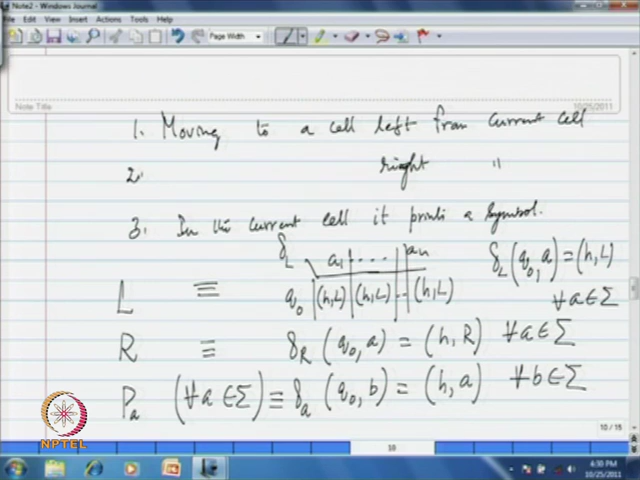 Note2 - Windows Journal
File Edit View Insert Actions Tools Help
Page Width
Note Title
10/25/2011
1. Moving to a cell left from current cell
2. right "
3. In the current cell it prints a symbol.
δL a1 ... an δL(q0, a) = (h, L)
L ≡ q0 (h, L) (h, L) .. (h, L) ∀a∈Σ
R ≡ δR (q0, a) = (h, R) ∀a∈Σ
Pa (∀a∈Σ) ≡ δa (q0, b) = (h, a) ∀b∈Σ
NPTEL
10 / 15
10
4:30 PM
10/25/2011